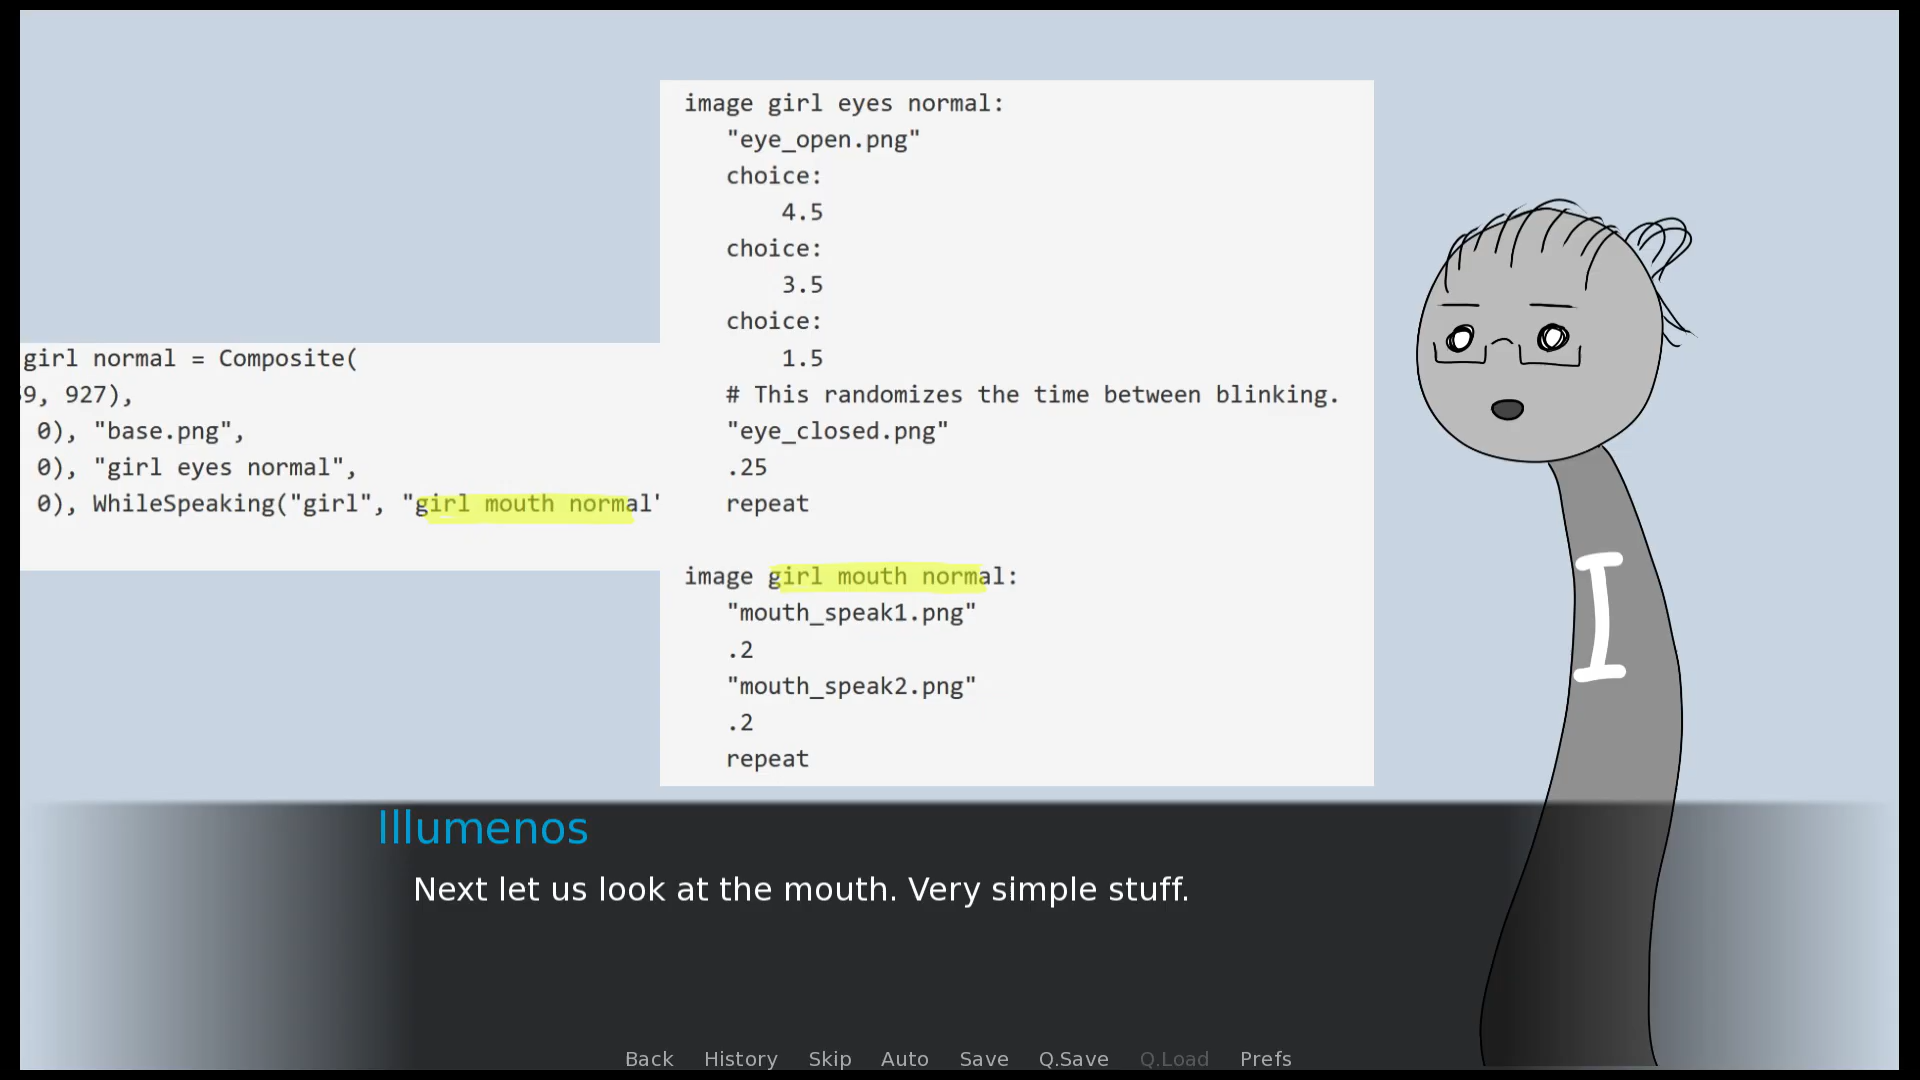 girl normal = Composite(
9, 927),
0), "base.png",
0), "girl eyes normal",
0), WhileSpeaking("girl", "girl mouth normal'
image girl eyes normal:
"eye_open.png"
choice:
4.5
choice:
3.5
choice:
1.5
# This randomizes the time between blinking.
"eye_closed.png"
.25
repeat
image girl mouth normal:
"mouth_speak1.png"
.2
"mouth_speak2.png"
.2
repeat
I
Illumenos
Next let us look at the mouth. Very simple stuff.
Back History Skip Auto Save Q.Save Q.Load Prefs